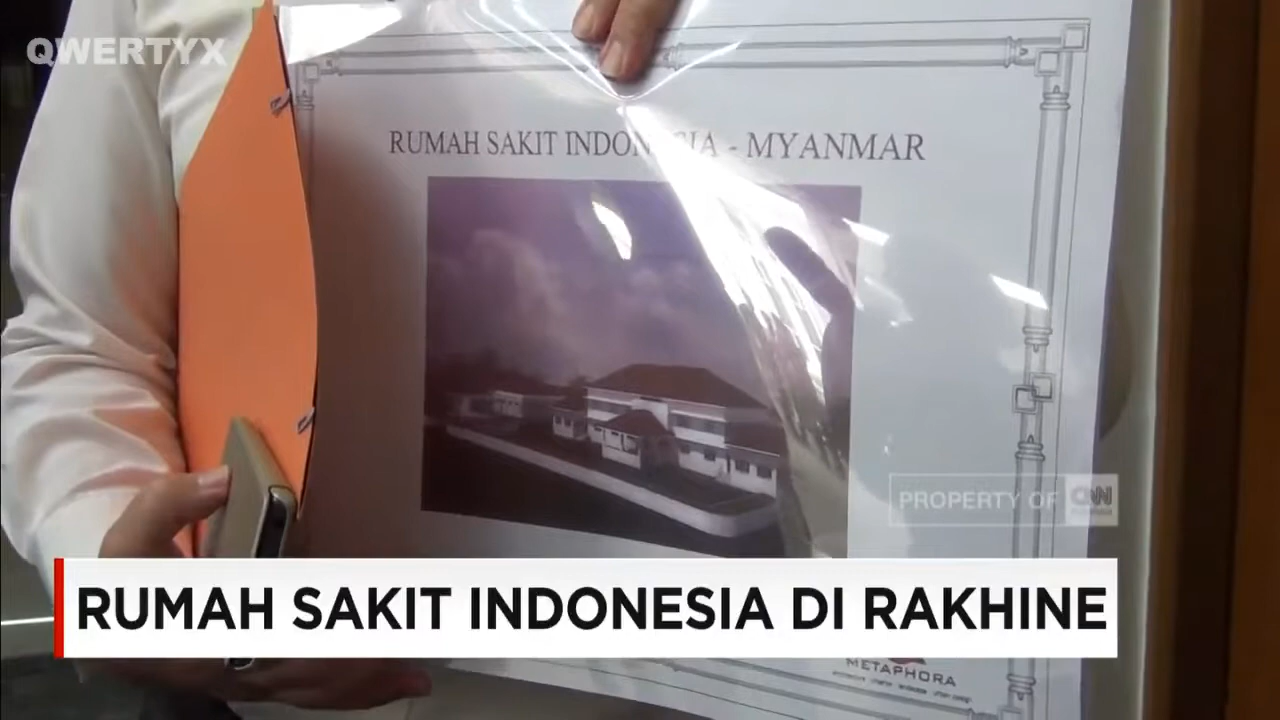 QWERTYX
RUMAH SAKIT INDONESIA - MYANMAR
PROPERTY OF CNN
RUMAH SAKIT INDONESIA DI RAKHINE
METAPHORA